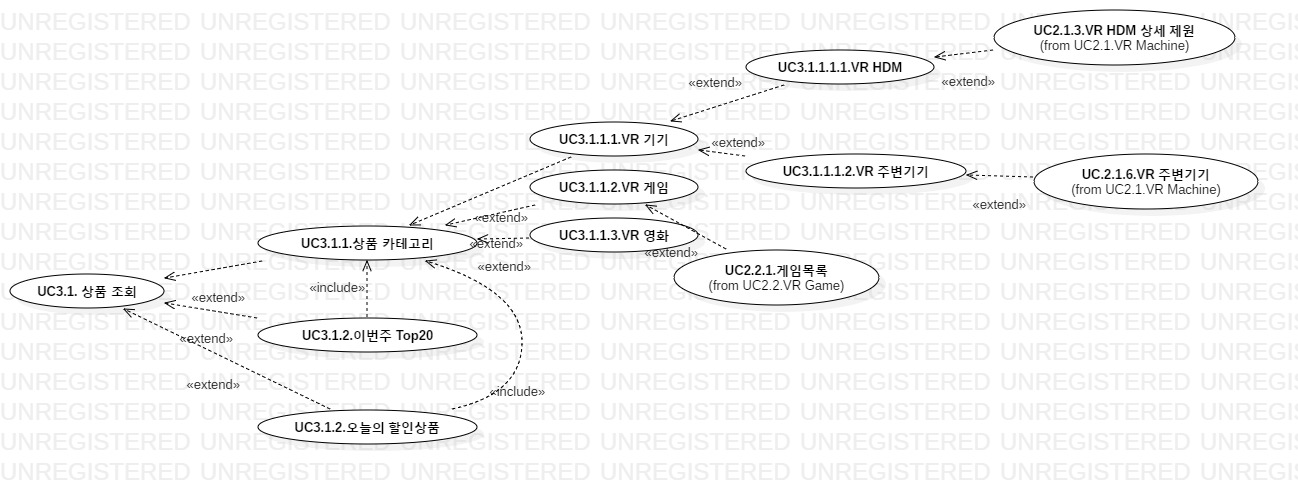 UC2.1.3.VR HDM 상세 제원
(from UC2.1.VR Machine)
UC3.1.1.1.1.VR HDM
«extend»
«extend»
UC3.1.1.1.VR 기기
«extend»
UC3.1.1.1.2.VR 주변기기
UC.2.1.6.VR 주변기기
(from UC2.1.VR Machine)
«extend»
UC3.1.1.2.VR 게임
«extend»
UC3.1.1.3.VR 영화
UC3.1.1.상품 카테고리
«extend»
«extend»
«extend»
UC2.2.1.게임목록
(from UC2.2.VR Game)
UC3.1. 상품 조회
«include»
«extend»
UC3.1.2.이번주 Top20
«extend»
«extend»
«include»
UC3.1.2.오늘의 할인상품
UNREGISTERED UNREGISTERED UNREGISTERED UNREGISTERED UNREGISTERED UNREGISTERED